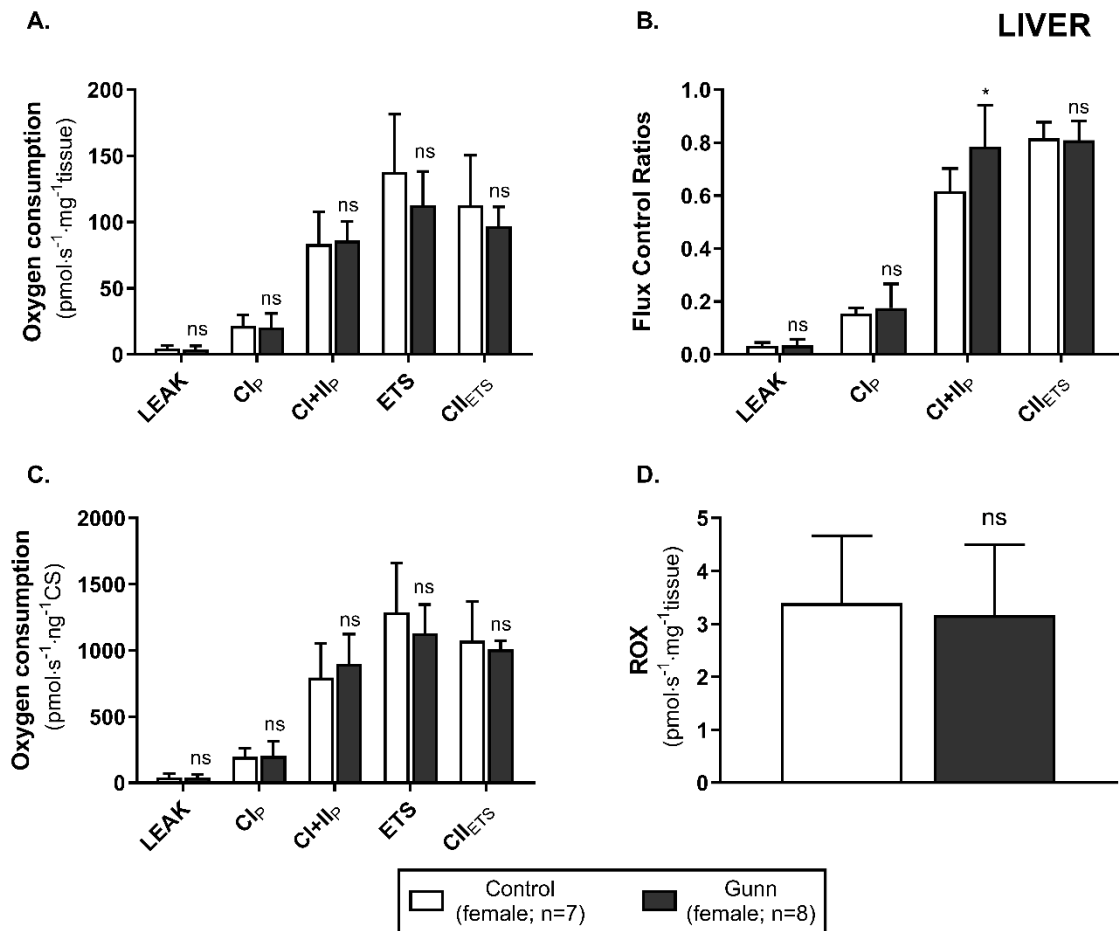 A.
B.
LIVER
Oxygen consumption
(pmol·s⁻¹·mg⁻¹tissue)
200
150
100
50
0
ns
ns
ns
ns
ns
LEAK
CIP
CI+IIP
ETS
CIIETS
Flux Control Ratios
1.0
0.8
0.6
0.4
0.2
0.0
ns
ns
*
ns
LEAK
CIP
CI+IIP
CIIETS
C.
D.
Oxygen consumption
(pmol·s⁻¹·ng⁻¹CS)
2000
1500
1000
500
0
ns
ns
ns
ns
ns
LEAK
CIP
CI+IIP
ETS
CIIETS
ROX
(pmol·s⁻¹·mg⁻¹tissue)
5
4
3
2
1
0
ns
Control
(female; n=7)
Gunn
(female; n=8)